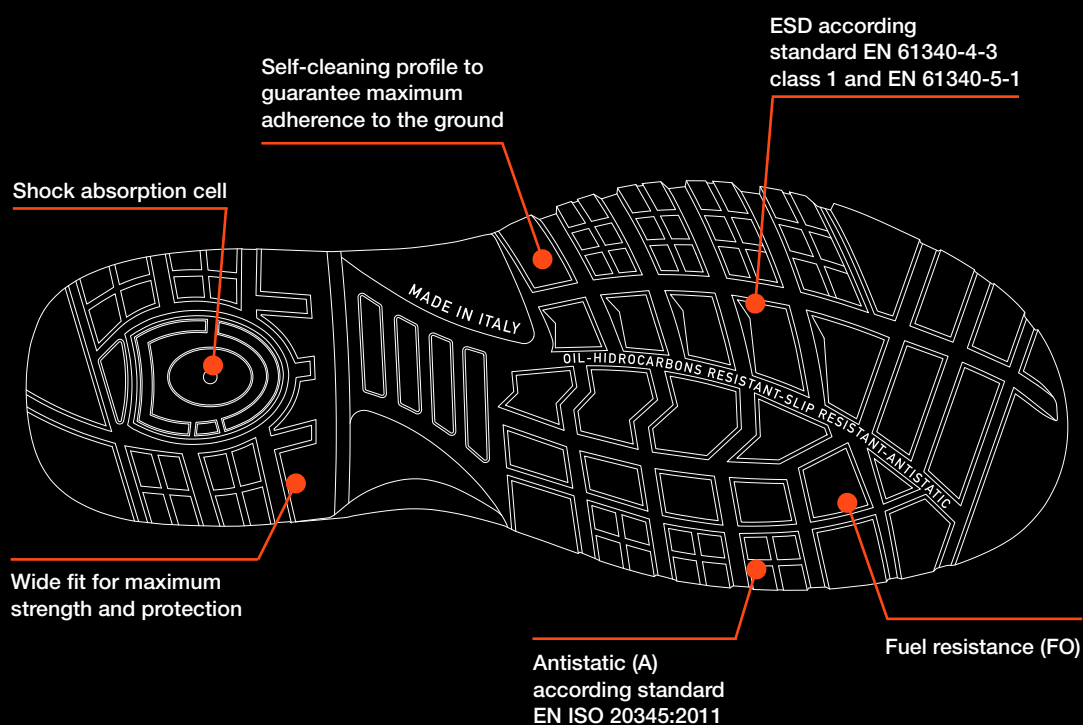 ESD according
standard EN 61340-4-3
class 1 and EN 61340-5-1
Self-cleaning profile to
guarantee maximum
adherence to the ground
Shock absorption cell
MADE IN ITALY
OIL-HIDROCARBONS RESISTANT-SLIP RESISTANT-ANTISTATIC
Wide fit for maximum
strength and protection
Antistatic (A)
according standard
EN ISO 20345:2011
Fuel resistance (FO)